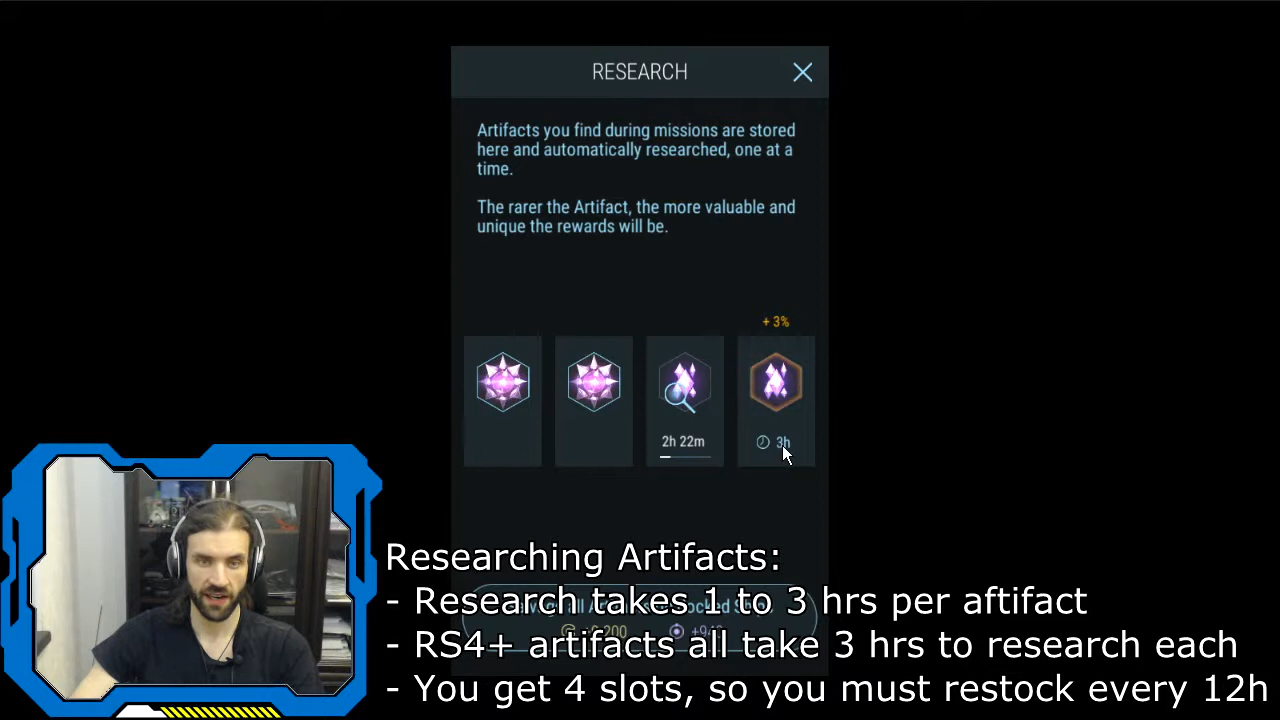 RESEARCH
Artifacts you find during missions are stored
here and automatically researched, one at a
time.
The rarer the Artifact, the more valuable and
unique the rewards will be.
+ 3%
2h 22m
3h
Researching Artifacts:
- Research takes 1 to 3 hrs per aftifact
- RS4+ artifacts all take 3 hrs to research each
- You get 4 slots, so you must restock every 12h